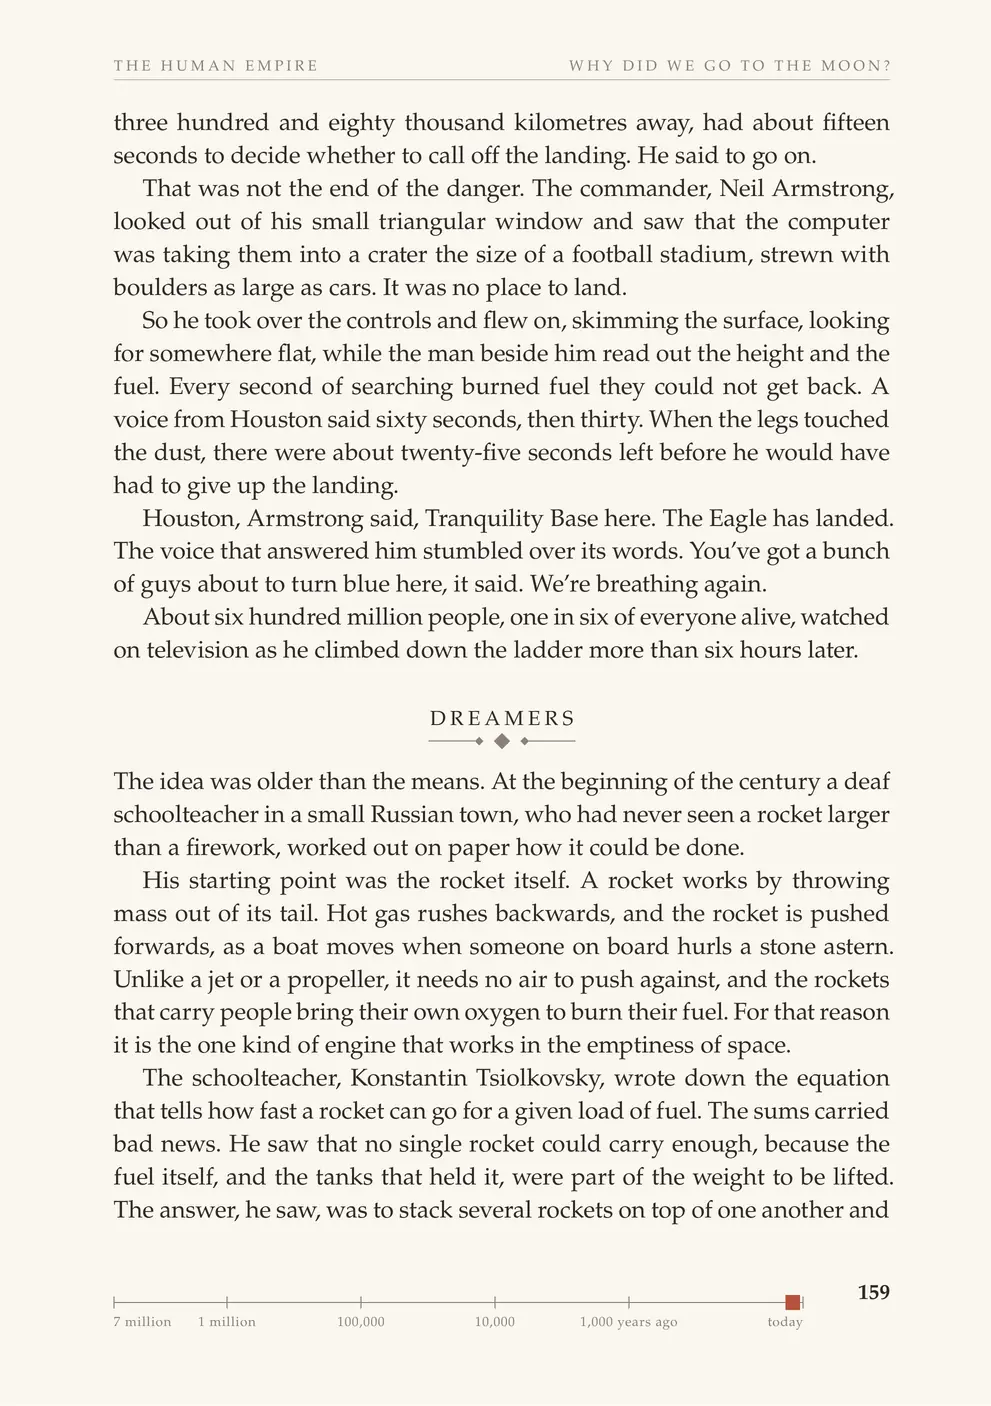 THE HUMAN EMPIRE
WHY DID WE GO TO THE MOON?
three hundred and eighty thousand kilometres away, had about fifteen
seconds to decide whether to call off the landing. He said to go on.
That was not the end of the danger. The commander, Neil Armstrong,
looked out of his small triangular window and saw that the computer
was taking them into a crater the size of a football stadium, strewn with
boulders as large as cars. It was no place to land.
So he took over the controls and flew on, skimming the surface, looking
for somewhere flat, while the man beside him read out the height and the
fuel. Every second of searching burned fuel they could not get back. A
voice from Houston said sixty seconds, then thirty. When the legs touched
the dust, there were about twenty-five seconds left before he would have
had to give up the landing.
Houston, Armstrong said, Tranquility Base here. The Eagle has landed.
The voice that answered him stumbled over its words. You’ve got a bunch
of guys about to turn blue here, it said. We’re breathing again.
About six hundred million people, one in six of everyone alive, watched
on television as he climbed down the ladder more than six hours later.
DREAMERS
The idea was older than the means. At the beginning of the century a deaf
schoolteacher in a small Russian town, who had never seen a rocket larger
than a firework, worked out on paper how it could be done.
His starting point was the rocket itself. A rocket works by throwing
mass out of its tail. Hot gas rushes backwards, and the rocket is pushed
forwards, as a boat moves when someone on board hurls a stone astern.
Unlike a jet or a propeller, it needs no air to push against, and the rockets
that carry people bring their own oxygen to burn their fuel. For that reason
it is the one kind of engine that works in the emptiness of space.
The schoolteacher, Konstantin Tsiolkovsky, wrote down the equation
that tells how fast a rocket can go for a given load of fuel. The sums carried
bad news. He saw that no single rocket could carry enough, because the
fuel itself, and the tanks that held it, were part of the weight to be lifted.
The answer, he saw, was to stack several rockets on top of one another and
159
7 million 1 million 100,000 10,000 1,000 years ago today